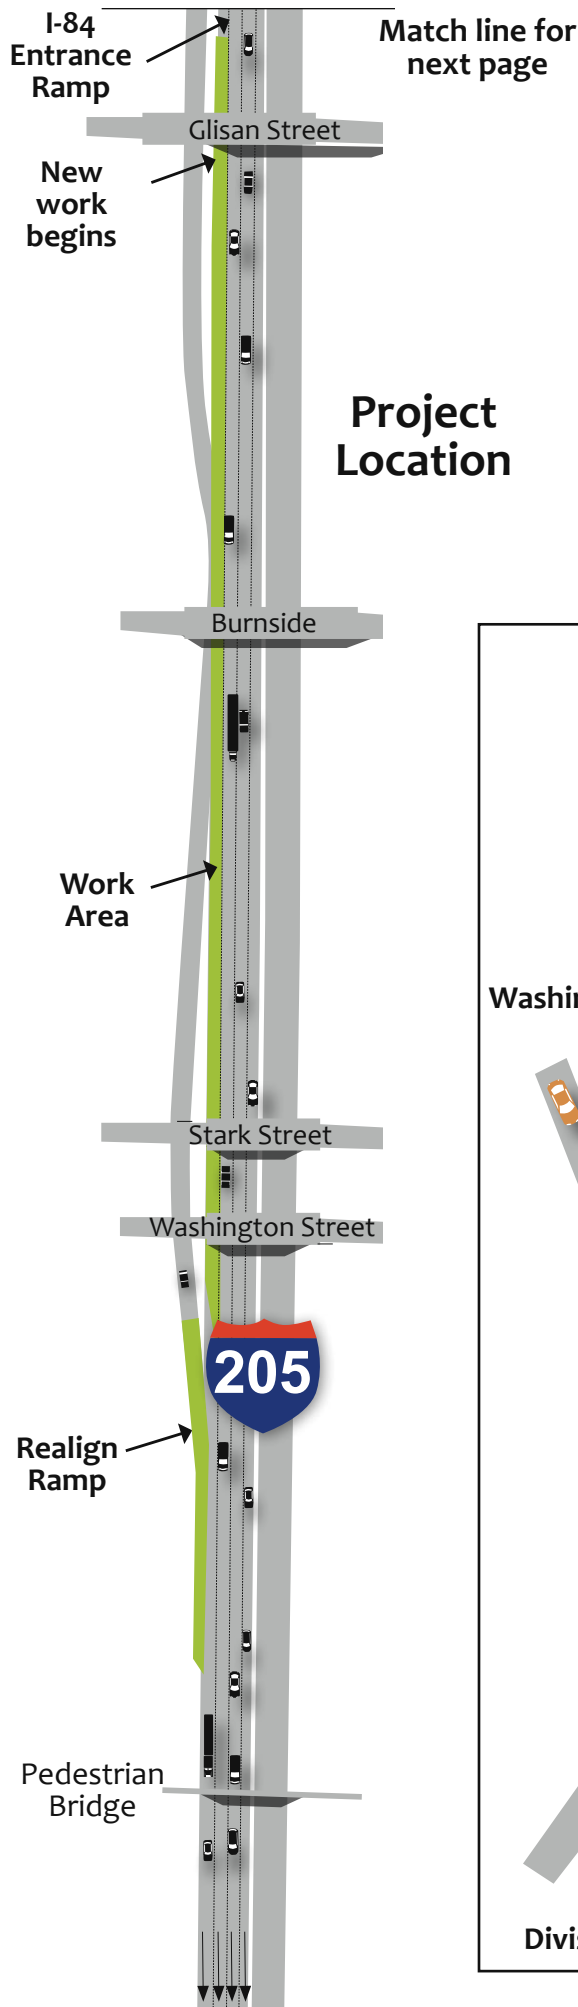 I-84
Entrance
Ramp
Match line for
next page
Glisan Street
New
work
begins
Project
Location
Burnside
Work
Area
Stark Street
Washington Street
205
Realign
Ramp
Pedestrian
Bridge